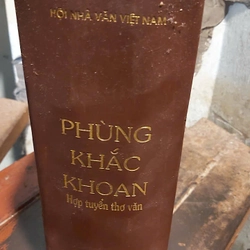 HỘI NHÀ VĂN VIỆT NAM
PHÙNG
KHẮC
KHOAN
Hợp tuyển thơ văn